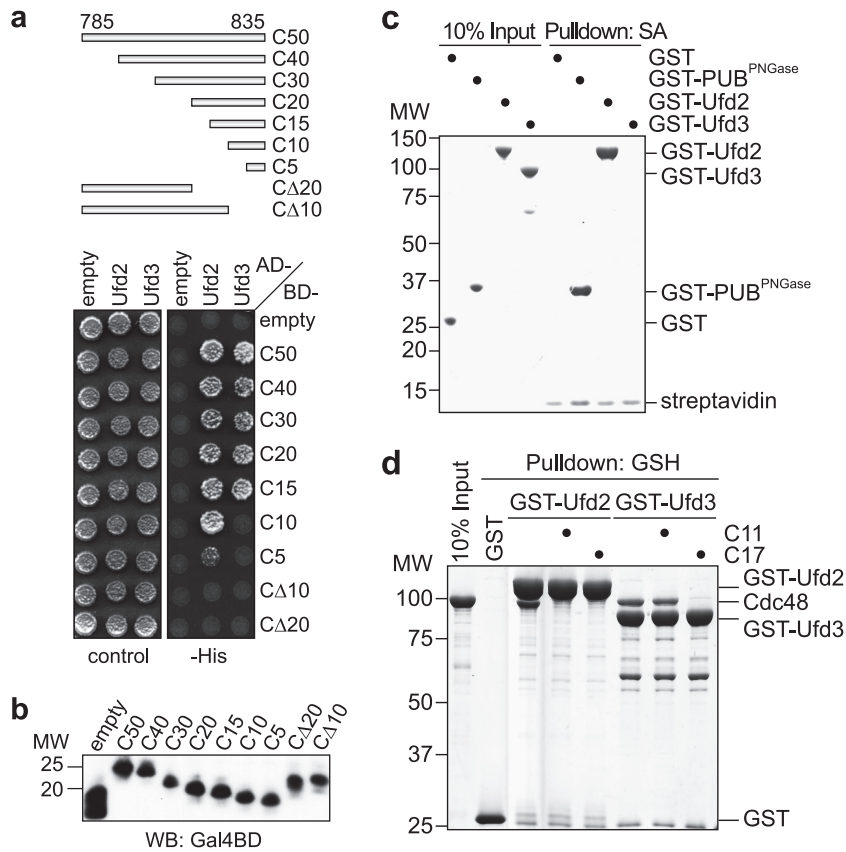 a
785 835
C50
C40
C30
C20
C15
C10
C5
CΔ20
CΔ10
empty Ufd2 Ufd3 empty Ufd2 Ufd3 AD-
BD-
empty
C50
C40
C30
C20
C15
C10
C5
CΔ10
CΔ20
control -His
b
empty C50 C40 C30 C20 C15 C10 C5 CΔ20 CΔ10
MW
25
20
WB: Gal4BD
c
10% Input Pulldown: SA
GST
GST-PUBPNGase
GST-Ufd2
GST-Ufd3
MW
150
100
75
50
37
25
20
15
GST-Ufd2
GST-Ufd3
GST-PUBPNGase
GST
streptavidin
d
Pulldown: GSH
10% Input GST GST-Ufd2 GST-Ufd3
C11
C17
MW
100
75
50
37
25
GST-Ufd2
Cdc48
GST-Ufd3
GST